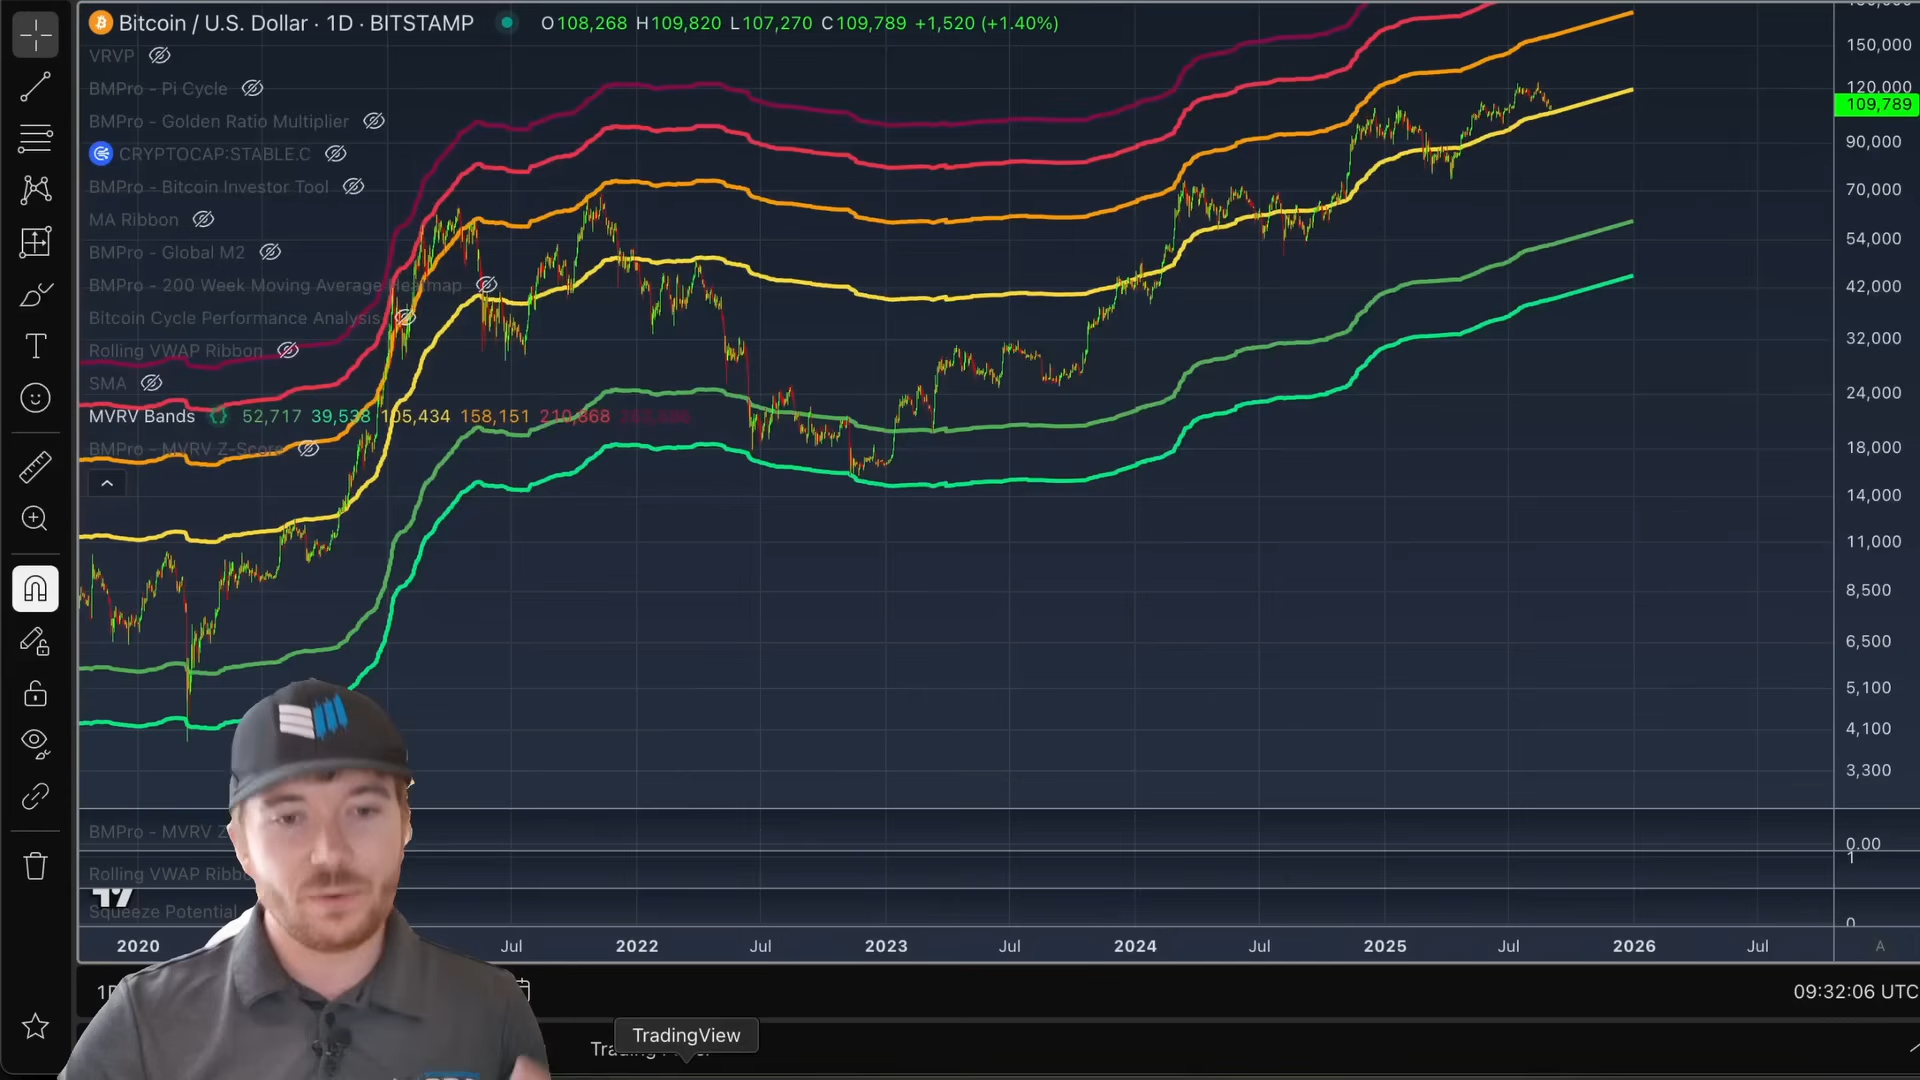 Bitcoin / U.S. Dollar · 1D · BITSTAMP O108,268 H109,820 L107,270 C109,789 +1,520 (+1.40%)
VRVP
BMPro - Pi Cycle
BMPro - Golden Ratio Multiplier
CRYPTOCAP:STABLE.C
BMPro - Bitcoin Investor Tool
MA Ribbon
BMPro - Global M2
BMPro - 200 Week Moving Average Heatmap
Bitcoin Cycle Performance Analysis
Rolling VWAP Ribbon
SMA
MVRV Bands 52,717 39,538 105,434 158,151 210,868
BMPro - MVRV Z-Score
150,000
120,000
109,789
90,000
70,000
54,000
42,000
32,000
24,000
18,000
14,000
11,000
8,500
6,500
5,100
4,100
3,300
BMPro - MVRV Z
0.00
1
Rolling VWAP Ribb
Squeeze Potential
0
2020 Jul 2022 Jul 2023 Jul 2024 Jul 2025 Jul 2026 Jul A
09:32:06 UTC
TradingView